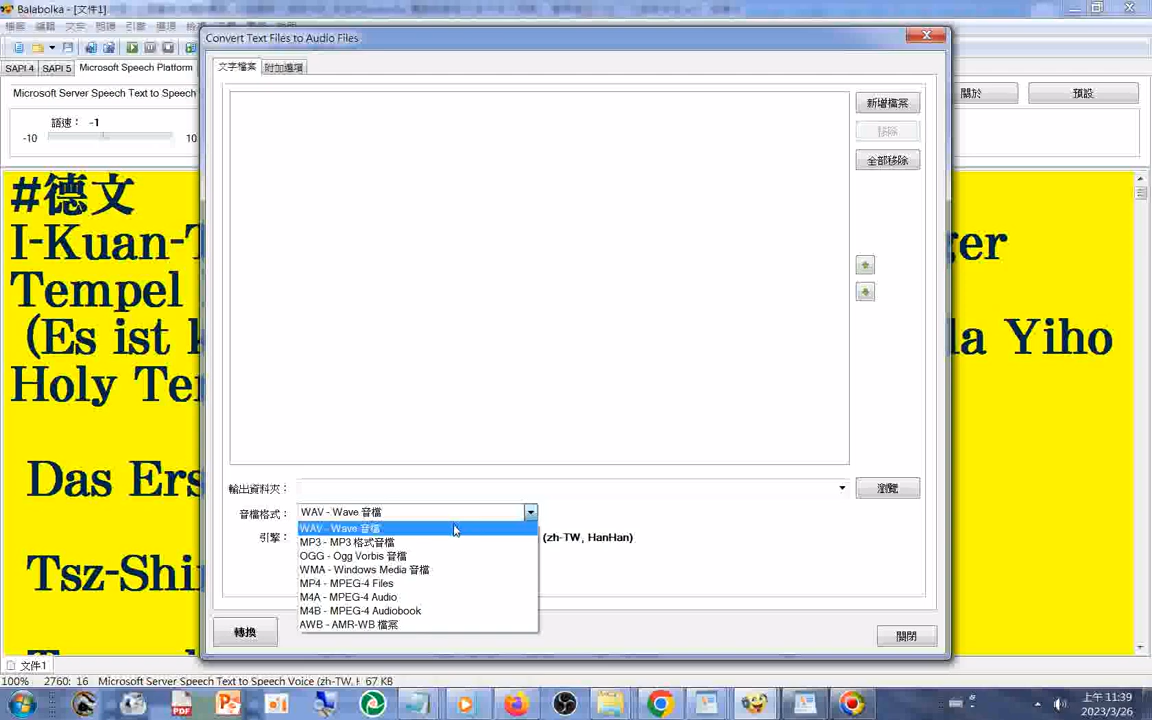 Balabolka - [文件1]
Convert Text Files to Audio Files
SAPI 4
SAPI 5
Microsoft Speech Platform
文字檔案
附加選項
Microsoft Server Speech Text to Speech
新增檔案
關於
預設
語速： -1
-10
10
移除
全部移除
#德文
I-Kuan-T
ger
Tempel
(Es ist k
la Yiho
Holy Te
Das Ers
輸出資料夾：
瀏覽
音檔格式：
WAV - Wave 音檔
WAV - Wave 音檔
引擎：
(zh-TW, HanHan)
MP3 - MP3 格式音檔
OGG - Ogg Vorbis 音檔
WMA - Windows Media 音檔
Tsz-Shi
MP4 - MPEG-4 Files
M4A - MPEG-4 Audio
M4B - MPEG-4 Audiobook
AWB - AMR-WB 檔案
轉換
關閉
文件1
100%
2760: 16
Microsoft Server Speech Text to Speech Voice (zh-TW, H
67 KB
上午 11:39
2023/3/26